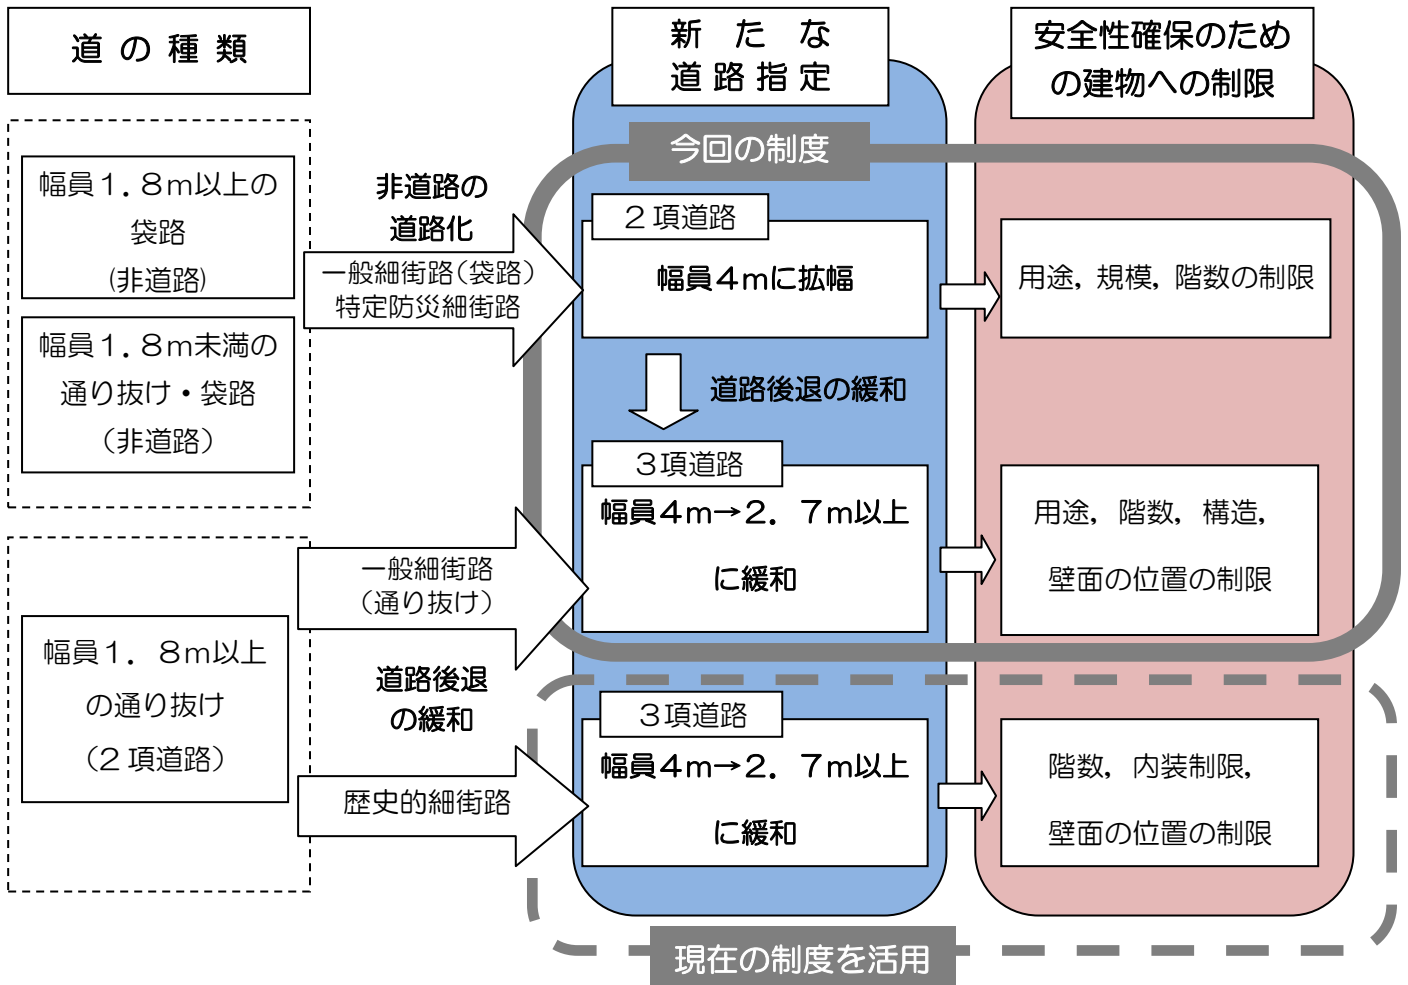 道の種類
新たな
道路指定
安全性確保のため
の建物への制限
今回の制度
幅員１．８ｍ以上の
袋路
(非道路)
幅員１．８ｍ未満の
通り抜け・袋路
（非道路）
非道路の
道路化
一般細街路（袋路）
特定防災細街路
２項道路
幅員４ｍに拡幅
用途，規模，階数の制限
道路後退の緩和
３項道路
幅員４ｍ→２．７ｍ以上
に緩和
用途，階数，構造，
壁面の位置の制限
一般細街路
（通り抜け）
幅員１．８ｍ以上
の通り抜け
（２項道路）
道路後退
の緩和
歴史的細街路
３項道路
幅員４ｍ→２．７ｍ以上
に緩和
階数，内装制限，
壁面の位置の制限
現在の制度を活用